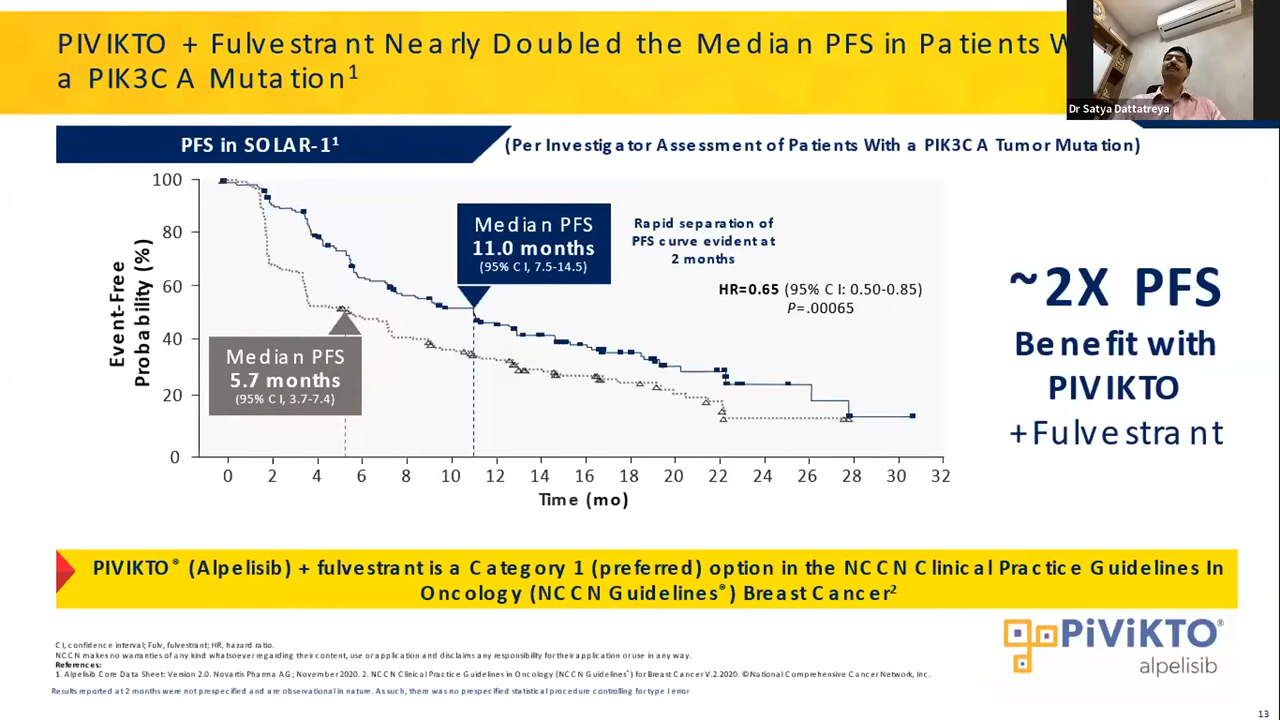 PIVIKTO + Fulvestrant Nearly Doubled the Median PFS in Patients
a PIK3CA Mutation1
Dr Satya Dattatreya
PFS in SOLAR-11
(Per Investigator Assessment of Patients With a PIK3CA Tumor Mutation)
Event-Free
Probability (%)
100
80
60
40
20
0
Median PFS
11.0 months
(95% CI, 7.5-14.5)
Rapid separation of
PFS curve evident at
2 months
HR=0.65 (95% CI: 0.50-0.85)
P=.00065
Median PFS
5.7 months
(95% CI, 3.7-7.4)
0 2 4 6 8 10 11 12 14 16 18 20 22 24 26 28 30 32
Time (mo)
~2X PFS
Benefit with
PIVIKTO
+Fulvestrant
PIVIKTO® (Alpelisib) + fulvestrant is a Category 1 (preferred) option in the NCCN Clinical Practice Guidelines In
Oncology (NCCN Guidelines®) Breast Cancer2
CI, confidence interval; Fulv, fulvestrant; HR, hazard ratio.
NCCN makes no warranties of any kind whatsoever regarding their content, use or application and disclaims any responsibility for their application or use in any way.
References:
1. Alpelisib Core Data Sheet: Version 2.0. Novartis Pharma AG; November 2020. 2. NCCN Clinical Practice Guidelines in Oncology (NCCN Guidelines®) for Breast Cancer V.2.2020. ©National Comprehensive Cancer Network, Inc.
Results reported at 2 months were not prespecified and are observational in nature. As such, there was no prespecified statistical procedure controlling for type I error
PiViKTO®
alpelisib
13